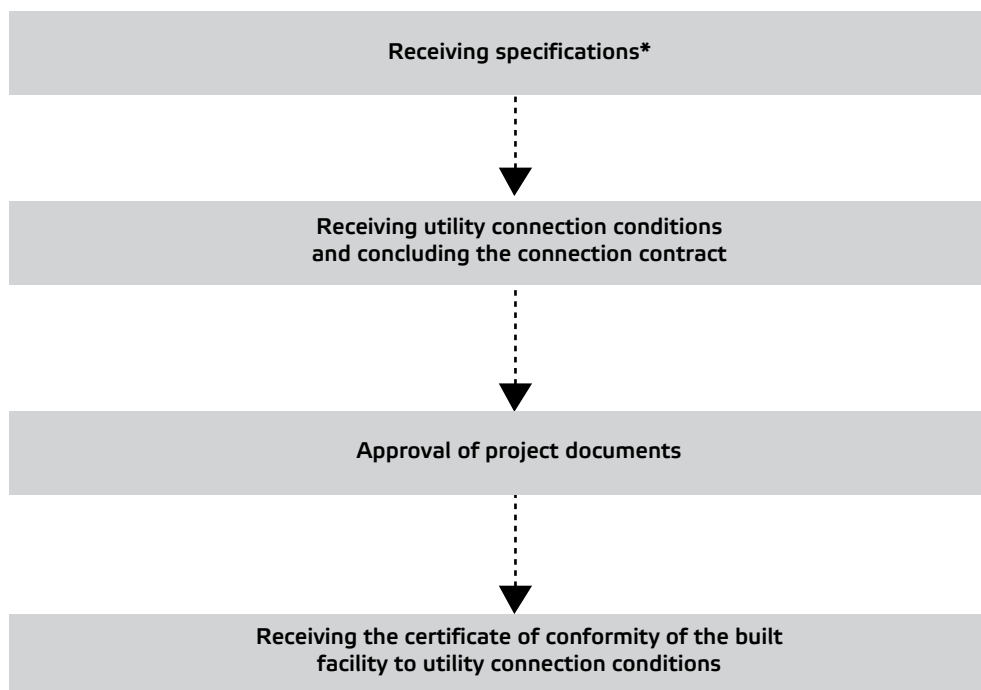 Receiving specifications*
Receiving utility connection conditions
and concluding the connection contract
Approval of project documents
Receiving the certificate of conformity of the built
facility to utility connection conditions